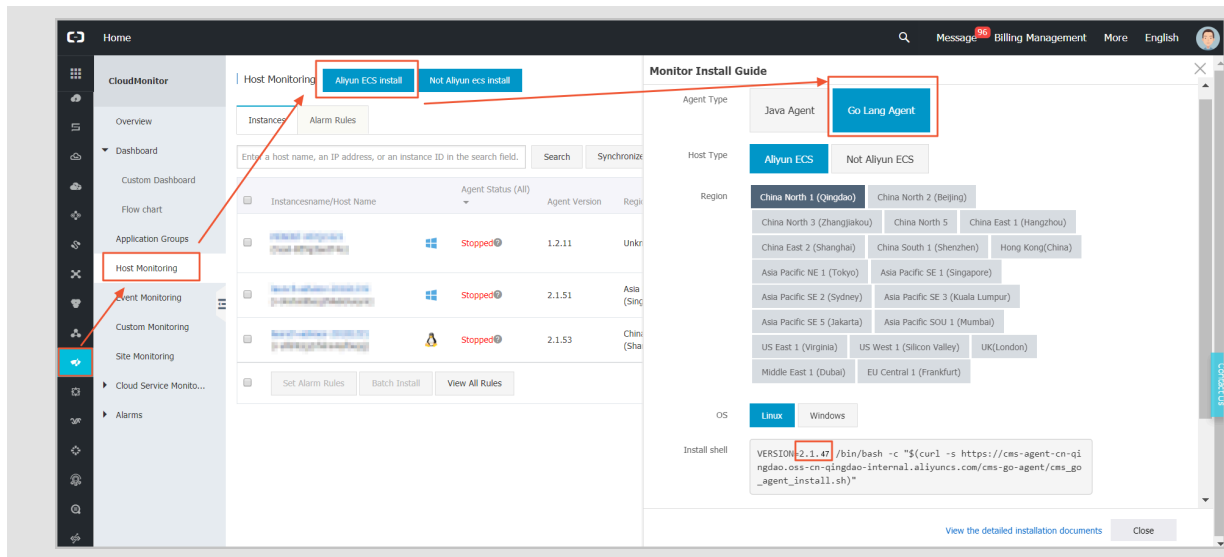 Home
Message 96 Billing Management More English
CloudMonitor
Overview
Dashboard
Custom Dashboard
Flow chart
Application Groups
Host Monitoring
Event Monitoring
Custom Monitoring
Site Monitoring
Cloud Service Monito...
Alarms
Host Monitoring Aliyun ECS install Not Aliyun ecs install
Instances Alarm Rules
Enter a host name, an IP address, or an instance ID in the search field. Search Synchronize
Instancesname/Host Name Agent Status (All) Agent Version Regi
Stopped 1.2.11 Unkr
Stopped 2.1.51 Asia
(Sing
Stopped 2.1.53 China
(Sha
Set Alarm Rules Batch Install View All Rules
Monitor Install Guide
Agent Type Java Agent Go Lang Agent
Host Type Aliyun ECS Not Aliyun ECS
Region China North 1 (Qingdao) China North 2 (Beijing)
China North 3 (Zhangjiakou) China North 5 China East 1 (Hangzhou)
China East 2 (Shanghai) China South 1 (Shenzhen) Hong Kong(China)
Asia Pacific NE 1 (Tokyo) Asia Pacific SE 1 (Singapore)
Asia Pacific SE 2 (Sydney) Asia Pacific SE 3 (Kuala Lumpur)
Asia Pacific SE 5 (Jakarta) Asia Pacific SOU 1 (Mumbai)
US East 1 (Virginia) US West 1 (Silicon Valley) UK(London)
Middle East 1 (Dubai) EU Central 1 (Frankfurt)
OS Linux Windows
Install shell VERSION=2.1.47 /bin/bash -c "$(curl -s https://cms-agent-cn-qi
ngdao.oss-cn-qingdao-internal.aliyuncs.com/cms-go-agent/cms_go
_agent_install.sh)"
View the detailed installation documents Close
Contact Us